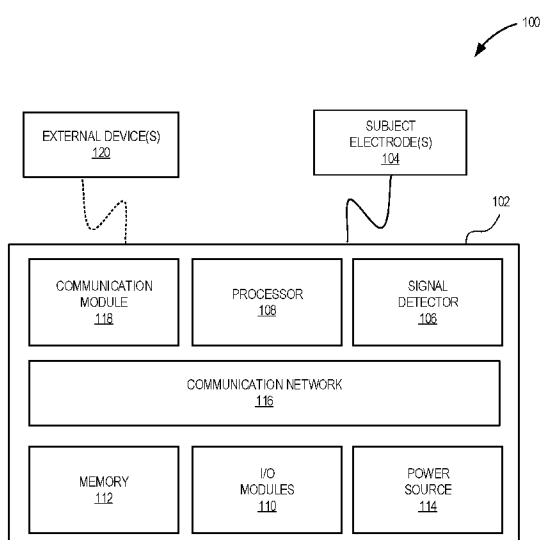 100
EXTERNAL DEVICE(S)
120
SUBJECT
ELECTRODE(S)
104
102
COMMUNICATION
MODULE
118
PROCESSOR
108
SIGNAL
DETECTOR
106
COMMUNICATION NETWORK
116
MEMORY
112
I/O
MODULES
110
POWER
SOURCE
114